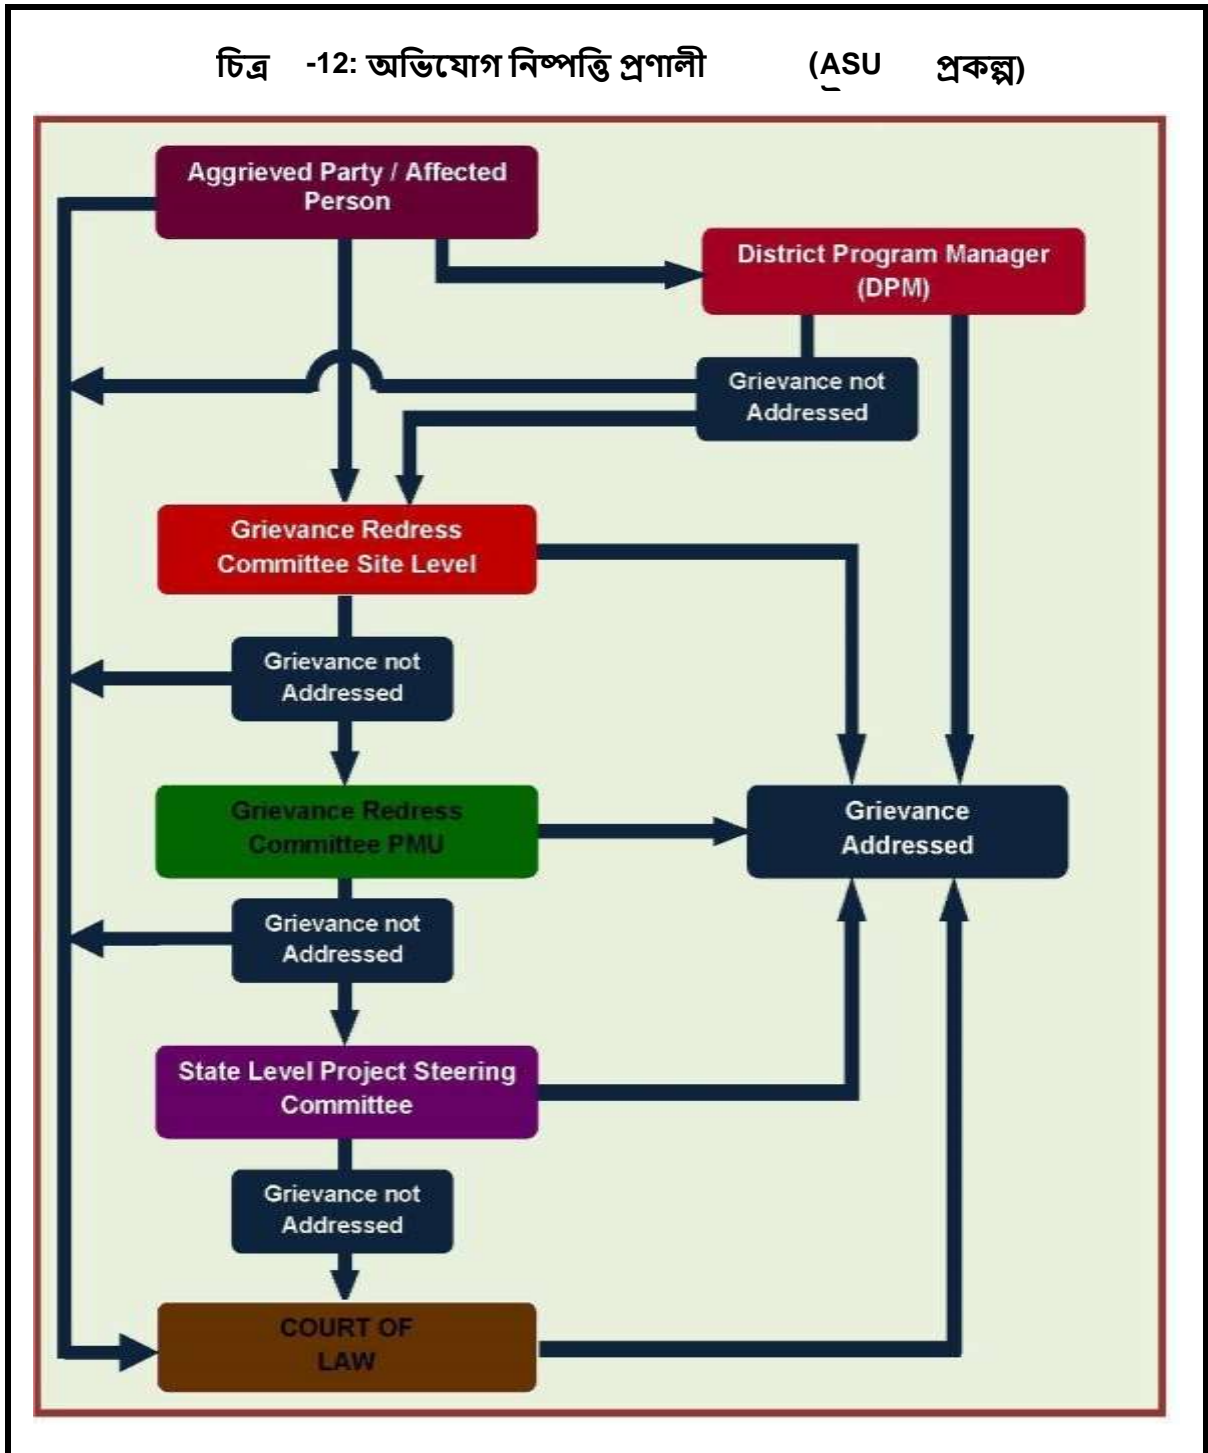 চিত্র -12: অভিযোগ নিষ্পত্তি প্রণালী (ASU প্রকল্প)
Aggrieved Party / Affected
Person
District Program Manager
(DPM)
Grievance not
Addressed
Grievance Redress
Committee Site Level
Grievance not
Addressed
Grievance Redress
Committee PMU
Grievance
Addressed
Grievance not
Addressed
State Level Project Steering
Committee
Grievance not
Addressed
COURT OF
LAW